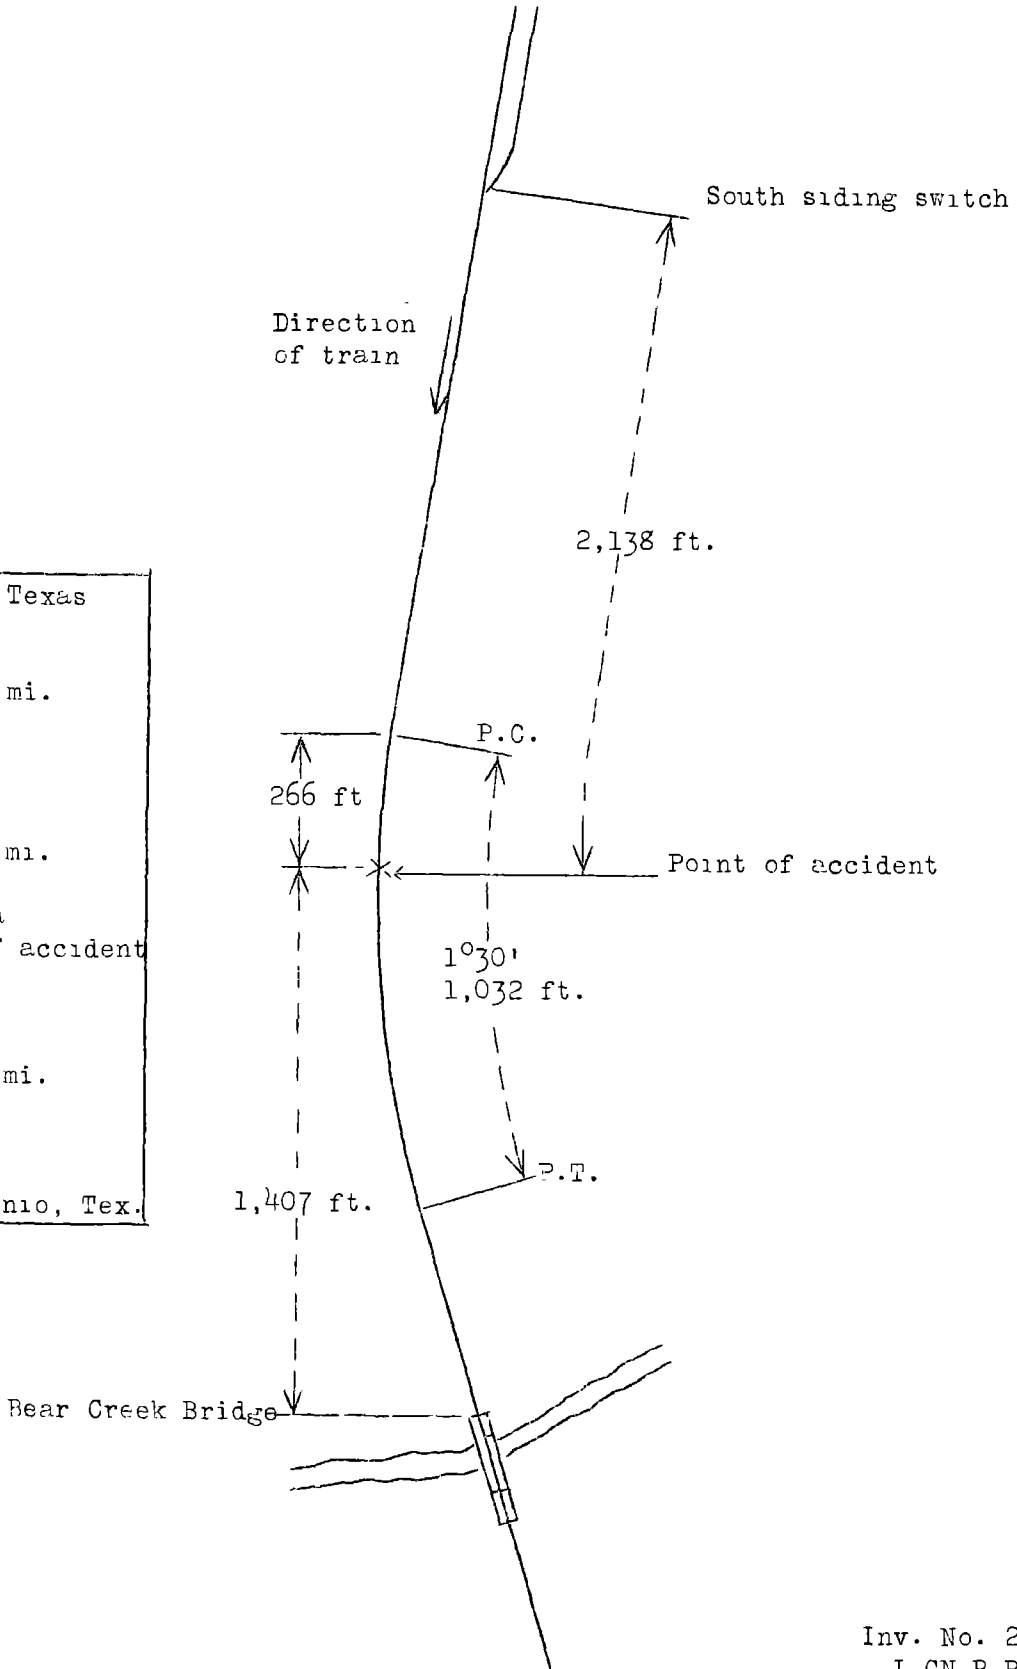 South siding switch
Direction
of train
2,138 ft.
Texas
mi.
P.C.
266 ft
mi.
Point of accident
accident
1°30'
1,032 ft.
mi.
P.T.
nio, Tex.
1,407 ft.
Bear Creek Bridge
Inv. No. 2